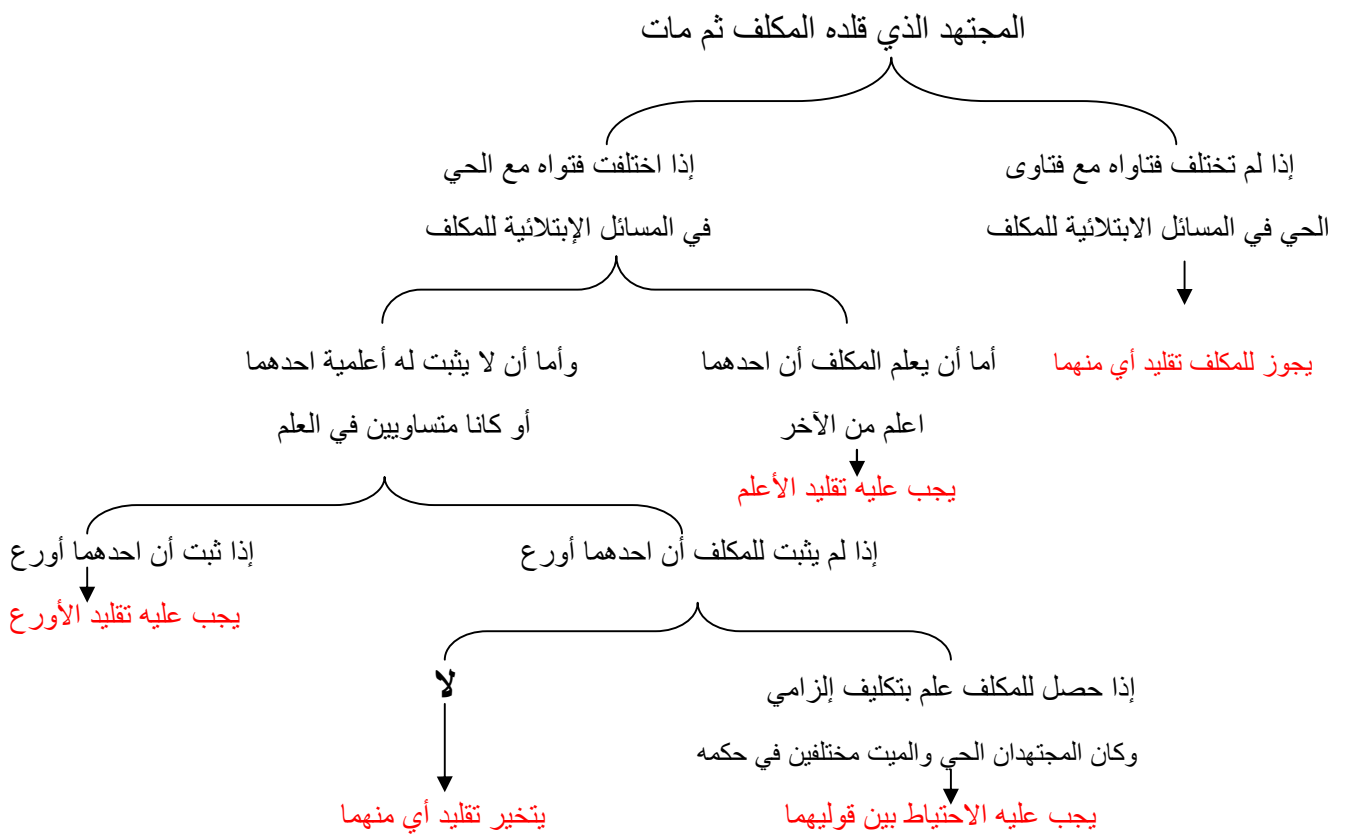 المجتهد الذي قلده المكلف ثم مات
إذا لم تختلف فتاواه مع فتاوى
الحي في المسائل الابتلائية للمكلف
يجوز للمكلف تقليد أي منهما
إذا اختلفت فتواه مع الحي
في المسائل الإبتلائية للمكلف
أما أن يعلم المكلف أن احدهما
اعلم من الآخر
يجب عليه تقليد الأعلم
وأما أن لا يثبت له أعلمية احدهما
أو كانا متساويين في العلم
إذا لم يثبت للمكلف أن احدهما أورع
إذا ثبت أن احدهما أورع
يجب عليه تقليد الأورع
إذا حصل للمكلف علم بتكليف إلزامي
وكان المجتهدان الحي والميت مختلفين في حكمه
يجب عليه الاحتياط بين قوليهما
لا
يتخير تقليد أي منهما